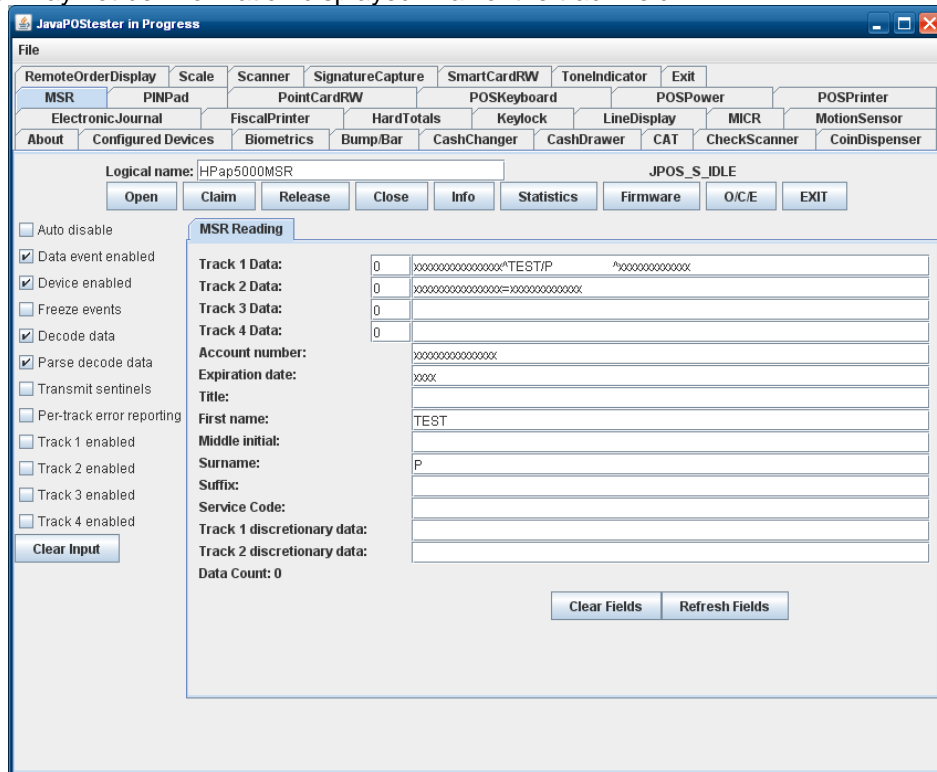 JavaPOStester in Progress
File
RemoteOrderDisplay Scale Scanner SignatureCapture SmartCardRW ToneIndicator Exit
MSR PINPad PointCardRW POSKeyboard POSPower POSPrinter
ElectronicJournal FiscalPrinter HardTotals Keylock LineDisplay MICR MotionSensor
About Configured Devices Biometrics Bump/Bar CashChanger CashDrawer CAT CheckScanner CoinDispenser
Logical name: HPap5000MSR JPOS_S_IDLE
Open Claim Release Close Info Statistics Firmware O/C/E EXIT
Auto disable
Data event enabled
Device enabled
Freeze events
Decode data
Parse decode data
Transmit sentinels
Per-track error reporting
Track 1 enabled
Track 2 enabled
Track 3 enabled
Track 4 enabled
Clear Input
MSR Reading
Track 1 Data: 0 ^TEST/P
Track 2 Data: 0
Track 3 Data: 0
Track 4 Data: 0
Account number:
Expiration date: xxxx
Title:
First name: TEST
Middle initial:
Surname: P
Suffix:
Service Code:
Track 1 discretionary data:
Track 2 discretionary data:
Data Count: 0
Clear Fields Refresh Fields